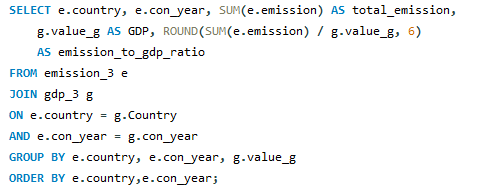 SELECT e.country, e.con_year, SUM(e.emission) AS total_emission,
g.value_g AS GDP, ROUND(SUM(e.emission) / g.value_g, 6)
AS emission_to_gdp_ratio
FROM emission_3 e
JOIN gdp_3 g
ON e.country = g.Country
AND e.con_year = g.con_year
GROUP BY e.country, e.con_year, g.value_g
ORDER BY e.country,e.con_year;